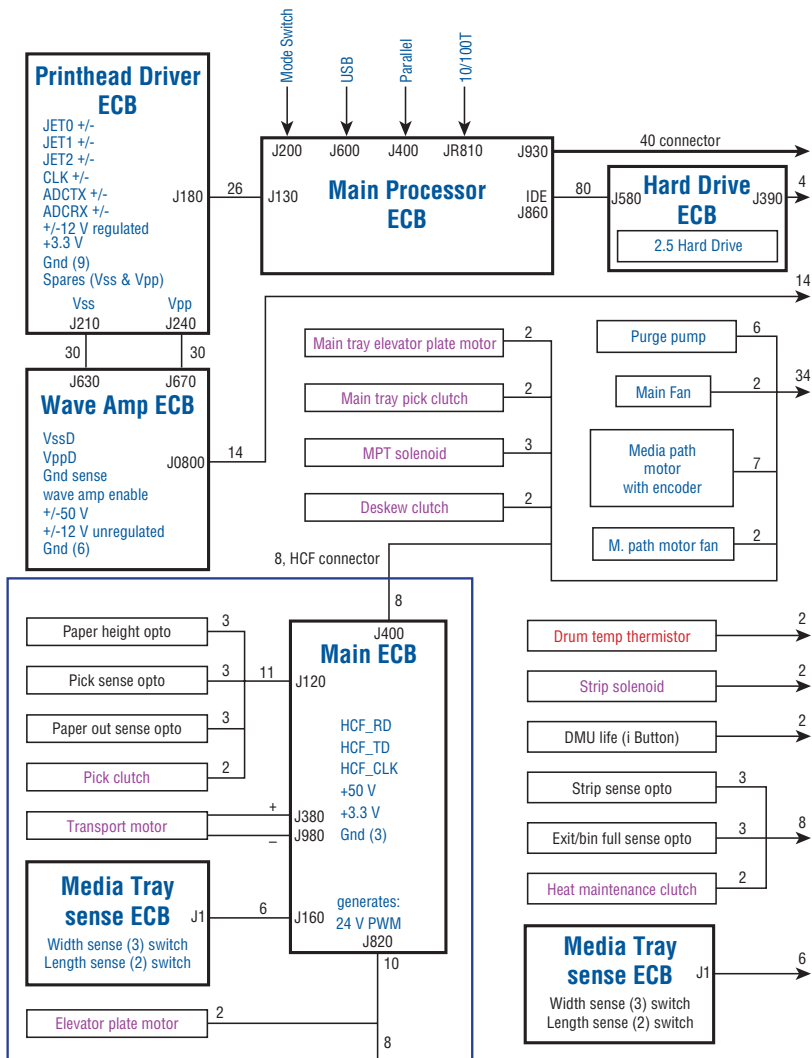 Mode Switch
USB
Parallel
10/100T
Printhead Driver
ECB
JET0 +/-
JET1 +/-
JET2 +/-
CLK +/-
ADCTX +/-
ADCRX +/-
+/-12 V regulated
+3.3 V
Gnd (9)
Spares (Vss & Vpp)
Vss
Vpp
J210
J240
J180
26
30
30
J200
J600
J400
JR810
J930
J130
Main Processor
ECB
IDE
J860
40 connector
80
Hard Drive
ECB
J580
J390
2.5 Hard Drive
4
14
J630
J670
Wave Amp ECB
VssD
VppD
Gnd sense
wave amp enable
+/-50 V
+/-12 V unregulated
Gnd (6)
J0800
14
Main tray elevator plate motor
2
Main tray pick clutch
2
MPT solenoid
3
Deskew clutch
2
Purge pump
6
Main Fan
2
34
Media path
motor
with encoder
7
M. path motor fan
2
8, HCF connector
8
Paper height opto
3
Pick sense opto
3
11
Paper out sense opto
3
Pick clutch
2
Transport motor
+
–
J400
Main ECB
J120
HCF_RD
HCF_TD
HCF_CLK
+50 V
+3.3 V
Gnd (3)
J380
J980
J160
generates:
24 V PWM
J820
10
Media Tray
sense ECB
J1
6
Width sense (3) switch
Length sense (2) switch
Elevator plate motor
2
8
Drum temp thermistor
2
Strip solenoid
2
DMU life (i Button)
2
Strip sense opto
3
Exit/bin full sense opto
3
8
Heat maintenance clutch
2
Media Tray
sense ECB
J1
6
Width sense (3) switch
Length sense (2) switch